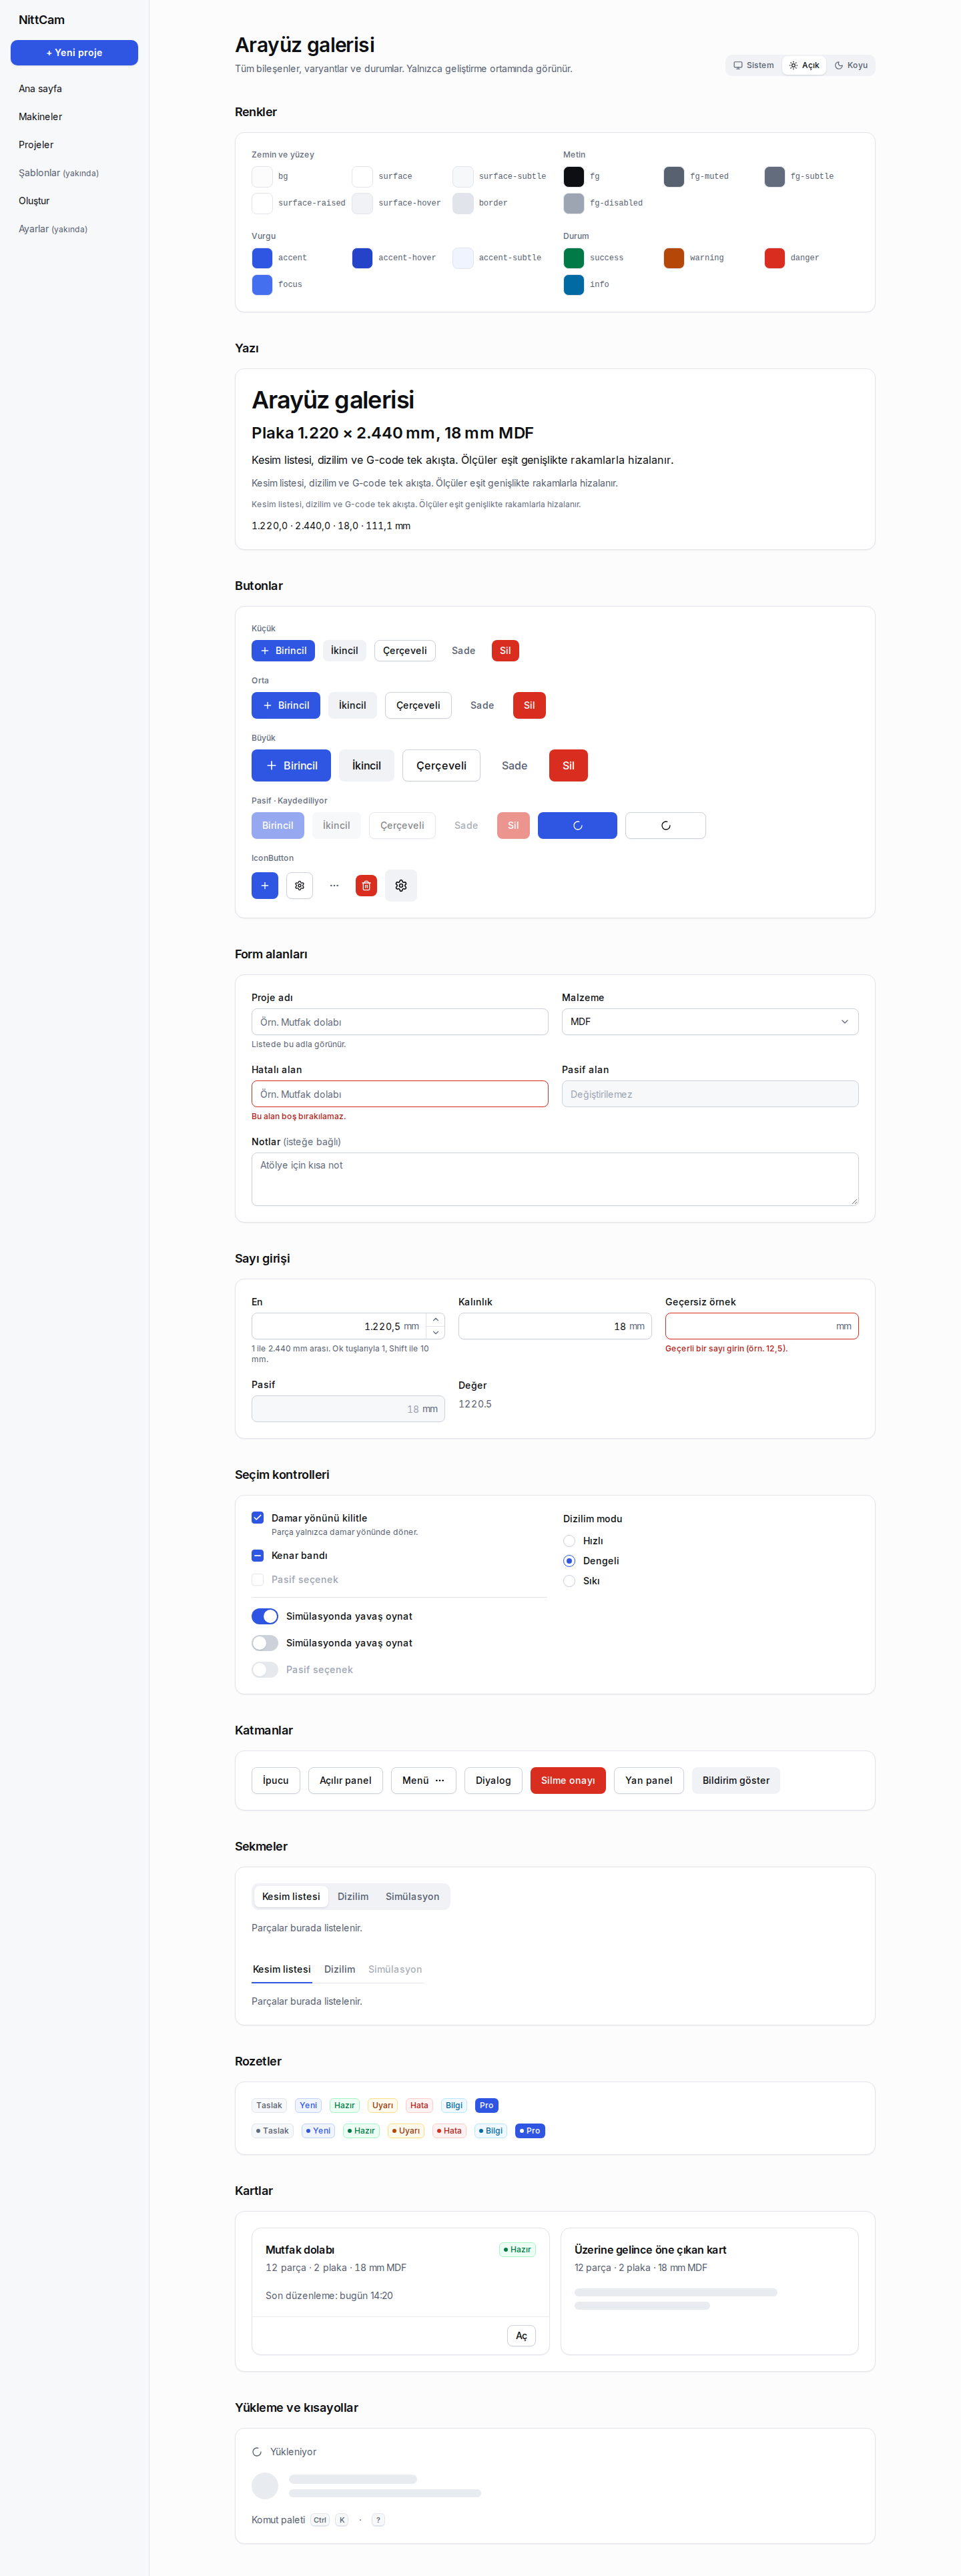 NittCam
+ Yeni proje
Ana sayfa
Makineler
Projeler
Şablonlar (yakında)
Oluştur
Ayarlar (yakında)
Arayüz galerisi
Tüm bileşenler, varyantlar ve durumlar. Yalnızca geliştirme ortamında görünür.
Sistem Açık Koyu
Renkler
Zemin ve yüzey
bg surface surface-subtle
surface-raised surface-hover border
Metin
fg fg-muted fg-subtle
fg-disabled
Vurgu
accent accent-hover accent-subtle
focus
Durum
success warning danger
info
Yazı
Arayüz galerisi
Plaka 1.220 × 2.440 mm, 18 mm MDF
Kesim listesi, dizilim ve G-code tek akışta. Ölçüler eşit genişlikte rakamlarla hizalanır.
Kesim listesi, dizilim ve G-code tek akışta. Ölçüler eşit genişlikte rakamlarla hizalanır.
Kesim listesi, dizilim ve G-code tek akışta. Ölçüler eşit genişlikte rakamlarla hizalanır.
1.220,0 · 2.440,0 · 18,0 · 111,1 mm
Butonlar
Küçük
Birincil İkincil Çerçeveli Sade Sil
Orta
Birincil İkincil Çerçeveli Sade Sil
Büyük
Birincil İkincil Çerçeveli Sade Sil
Pasif · Kaydediliyor
Birincil İkincil Çerçeveli Sade Sil
IconButton
Form alanları
Proje adı
Örn. Mutfak dolabı
Listede bu adla görünür.
Malzeme
MDF
Hatalı alan
Örn. Mutfak dolabı
Bu alan boş bırakılamaz.
Pasif alan
Değiştirilemez
Notlar (isteğe bağlı)
Atölye için kısa not
Sayı girişi
En
1.220,5 mm
1 ile 2.440 mm arası. Ok tuşlarıyla 1, Shift ile 10
mm.
Kalınlık
18 mm
Geçersiz örnek
mm
Geçerli bir sayı girin (örn. 12,5).
Pasif
18 mm
Değer
1220.5
Seçim kontrolleri
Damar yönünü kilitle
Parça yalnızca damar yönünde döner.
Kenar bandı
Pasif seçenek
Simülasyonda yavaş oynat
Simülasyonda yavaş oynat
Pasif seçenek
Dizilim modu
Hızlı
Dengeli
Sıkı
Katmanlar
İpucu Açılır panel Menü Diyalog Silme onayı Yan panel Bildirim göster
Sekmeler
Kesim listesi Dizilim Simülasyon
Parçalar burada listelenir.
Kesim listesi Dizilim Simülasyon
Parçalar burada listelenir.
Rozetler
Taslak Yeni Hazır Uyarı Hata Bilgi Pro
Taslak Yeni Hazır Uyarı Hata Bilgi Pro
Kartlar
Mutfak dolabı
Hazır
12 parça · 2 plaka · 18 mm MDF
Son düzenleme: bugün 14:20
Aç
Üzerine gelince öne çıkan kart
12 parça · 2 plaka · 18 mm MDF
Yükleme ve kısayollar
Yükleniyor
Komut paleti Ctrl K · ?